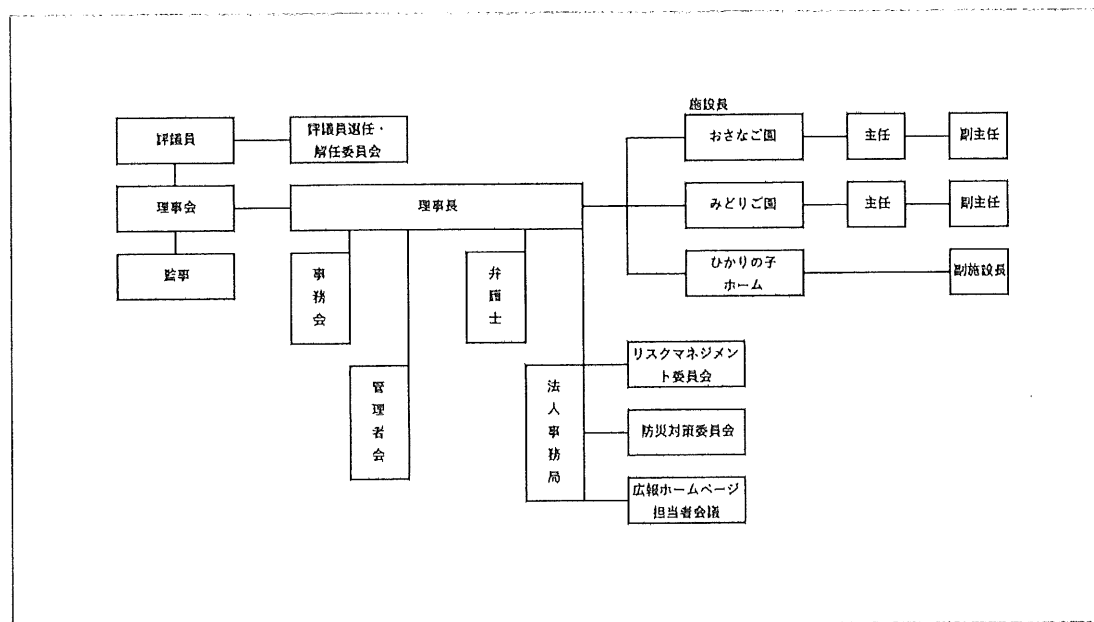 施設長
評議員
評議員選任・
解任委員会
おさなご園
主任
副主任
理事会
理事長
みどりご園
主任
副主任
監事
事務会
弁護士
ひかりの子
ホーム
副施設長
管理者会
法人事務局
リスクマネジメン
ト委員会
防災対策委員会
広報ホームページ
担当者会議